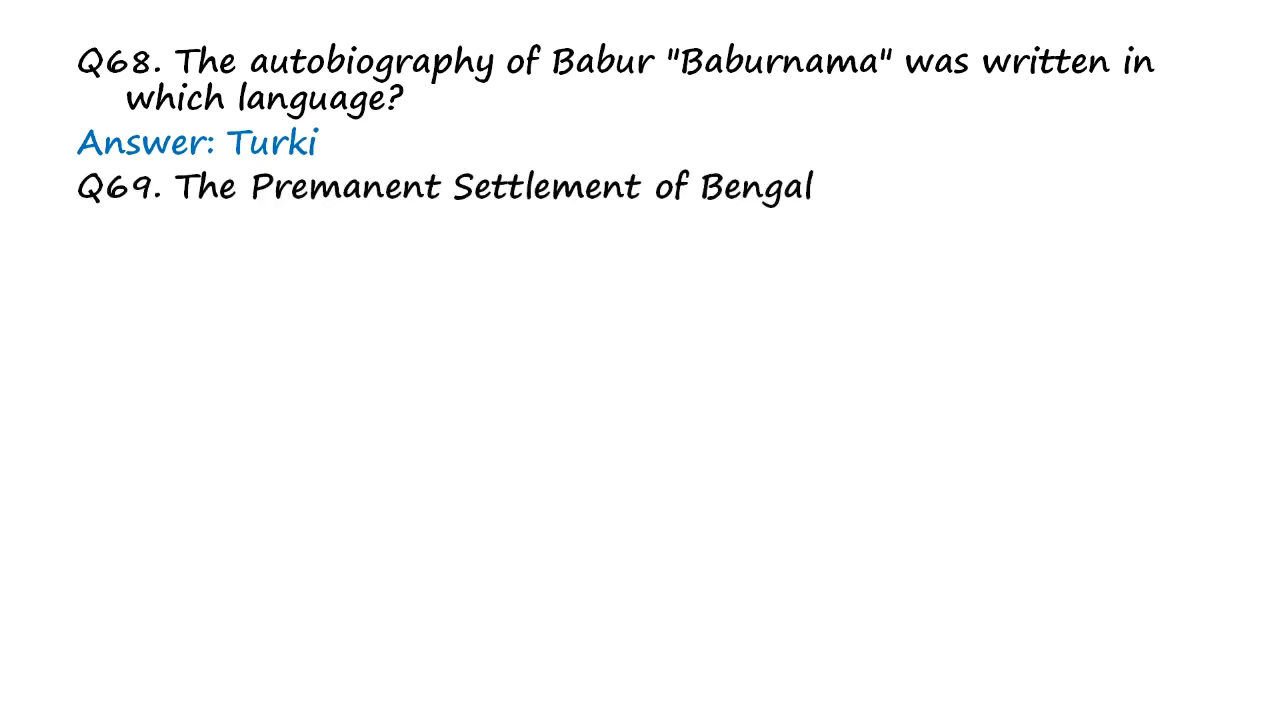 Q68. The autobiography of Babur "Baburnama" was written in
which language?
Answer: Turki
Q69. The Premanent Settlement of Bengal